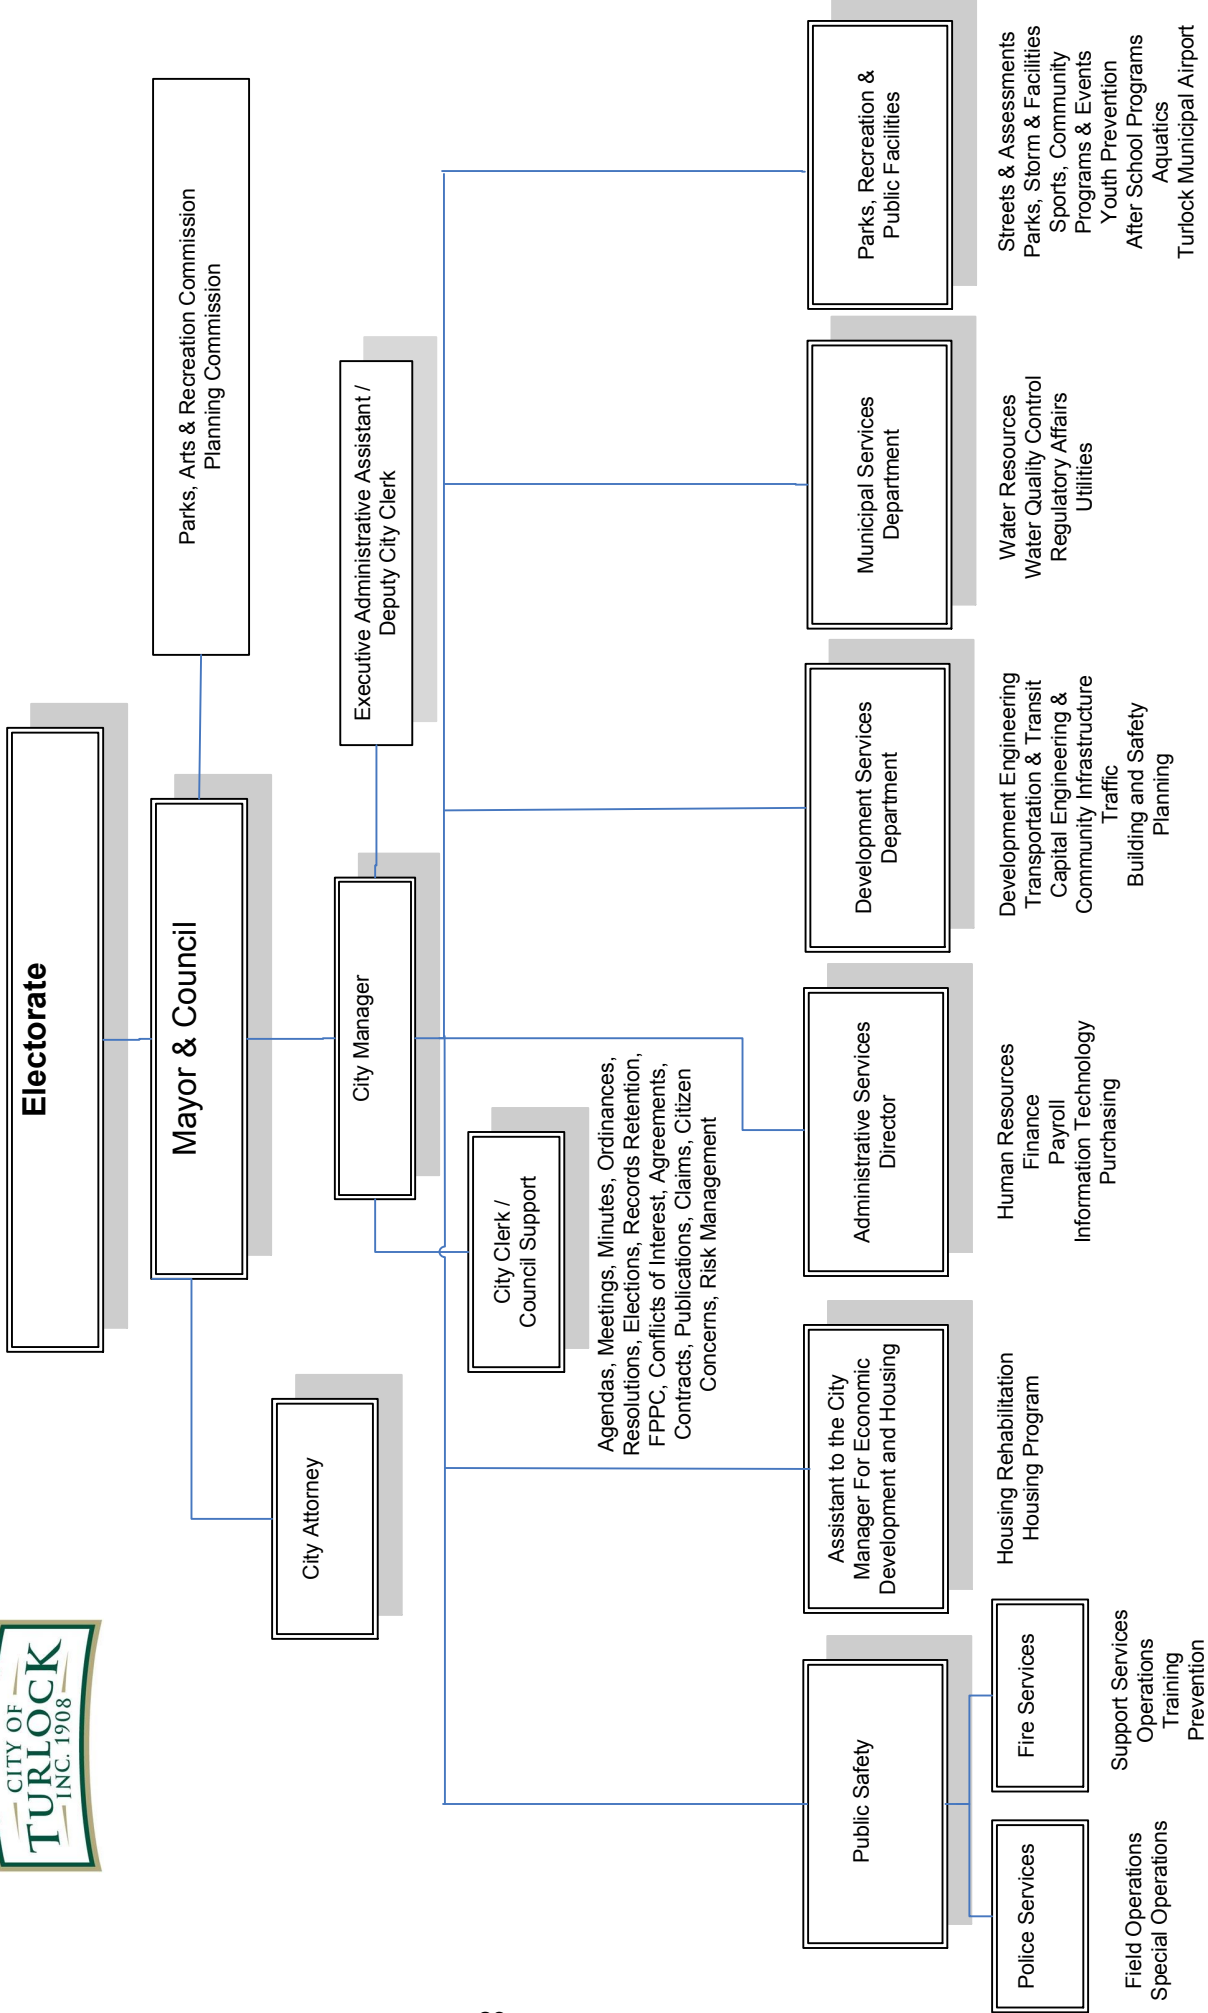 CITY OF
TURLOCK
INC. 1908
Electorate
Mayor & Council
Parks, Arts & Recreation Commission
Planning Commission
City Attorney
City Manager
Executive Administrative Assistant /
Deputy City Clerk
City Clerk /
Council Support
Agendas, Meetings, Minutes, Ordinances,
Resolutions, Elections, Records Retention,
FPPC, Conflicts of Interest, Agreements,
Contracts, Publications, Claims, Citizen
Concerns, Risk Management
Public Safety
Police Services
Field Operations
Special Operations
Fire Services
Support Services
Operations
Training
Prevention
Assistant to the City
Manager For Economic
Development and Housing
Housing Rehabilitation
Housing Program
Administrative Services
Director
Human Resources
Finance
Payroll
Information Technology
Purchasing
Development Services
Department
Development Engineering
Transportation & Transit
Capital Engineering &
Community Infrastructure
Traffic
Building and Safety
Planning
Municipal Services
Department
Water Resources
Water Quality Control
Regulatory Affairs
Utilities
Parks, Recreation &
Public Facilities
Streets & Assessments
Parks, Storm & Facilities
Sports, Community
Programs & Events
Youth Prevention
After School Programs
Aquatics
Turlock Municipal Airport